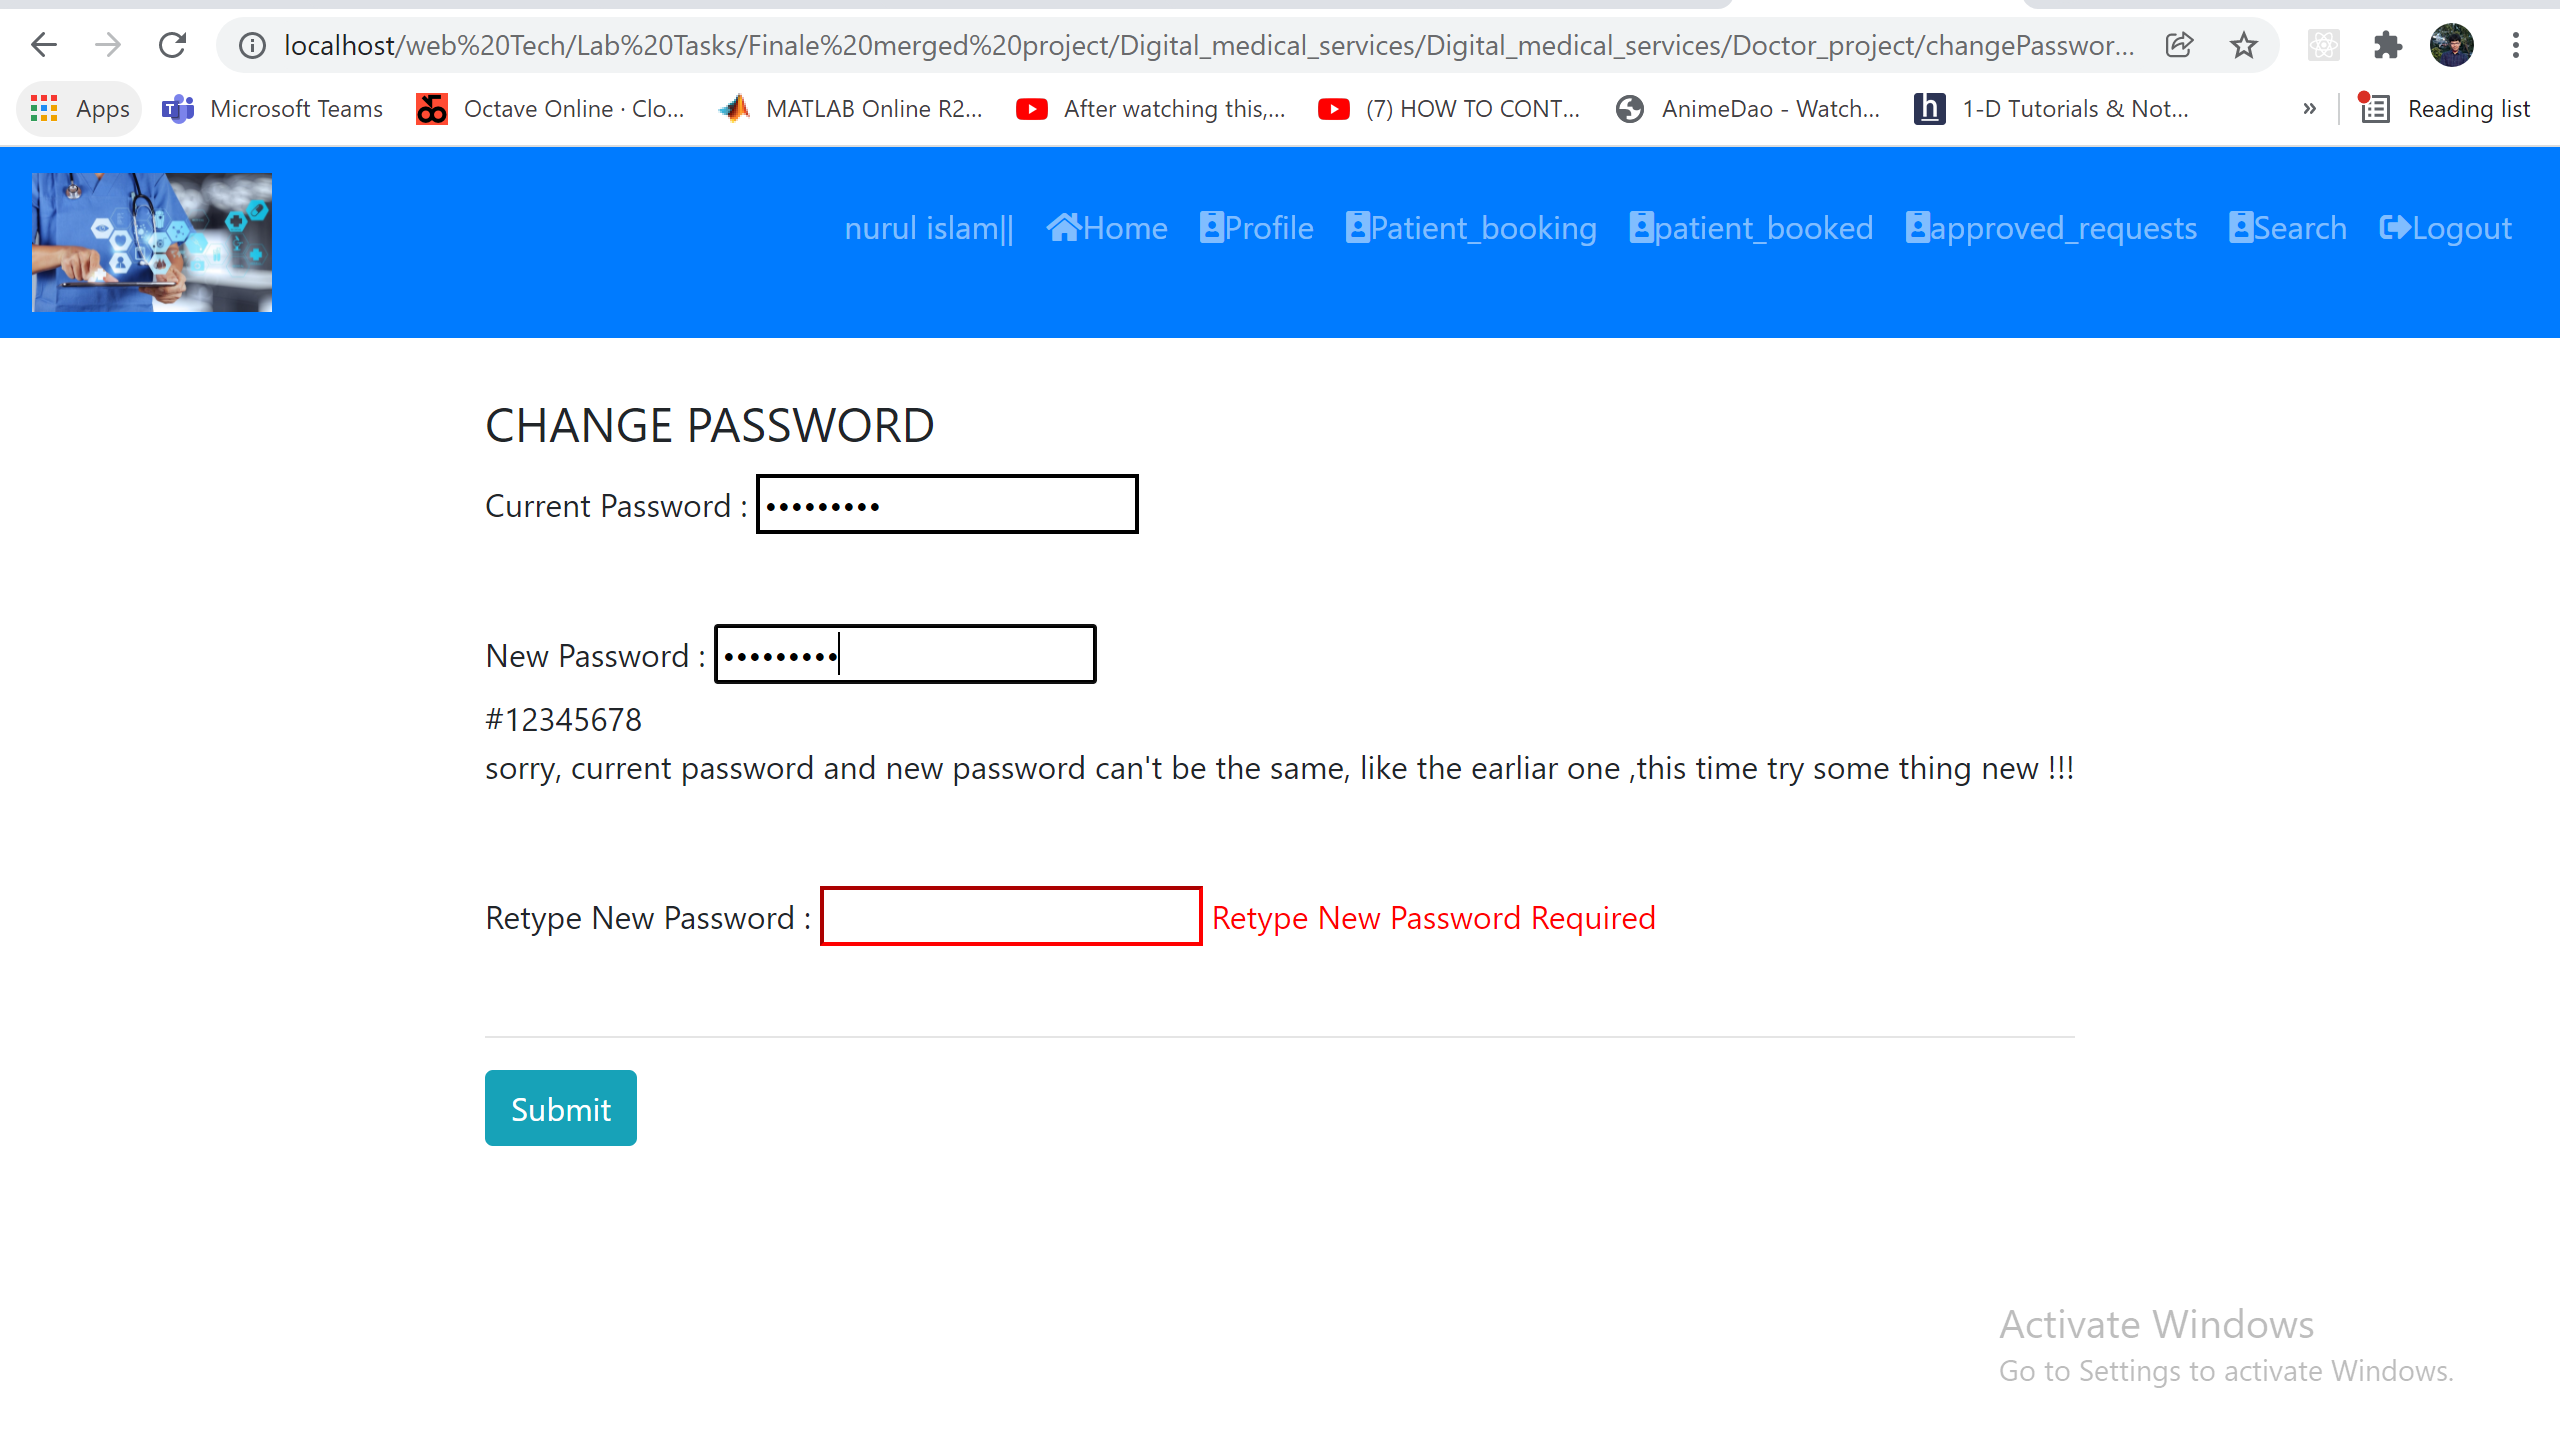 localhost/web%20Tech/Lab%20Tasks/Finale%20merged%20project/Digital_medical_services/Digital_medical_services/Doctor_project/changePasswor...
Apps Microsoft Teams Octave Online · Clo... MATLAB Online R2... After watching this,... (7) HOW TO CONT... AnimeDao - Watch... h 1-D Tutorials & Not... » Reading list
nurul islam|| Home Profile Patient_booking patient_booked approved_requests Search Logout
CHANGE PASSWORD
Current Password : •••••••••
New Password : •••••••••
#12345678
sorry, current password and new password can't be the same, like the earliar one ,this time try some thing new !!!
Retype New Password : Retype New Password Required
Submit
Activate Windows
Go to Settings to activate Windows.